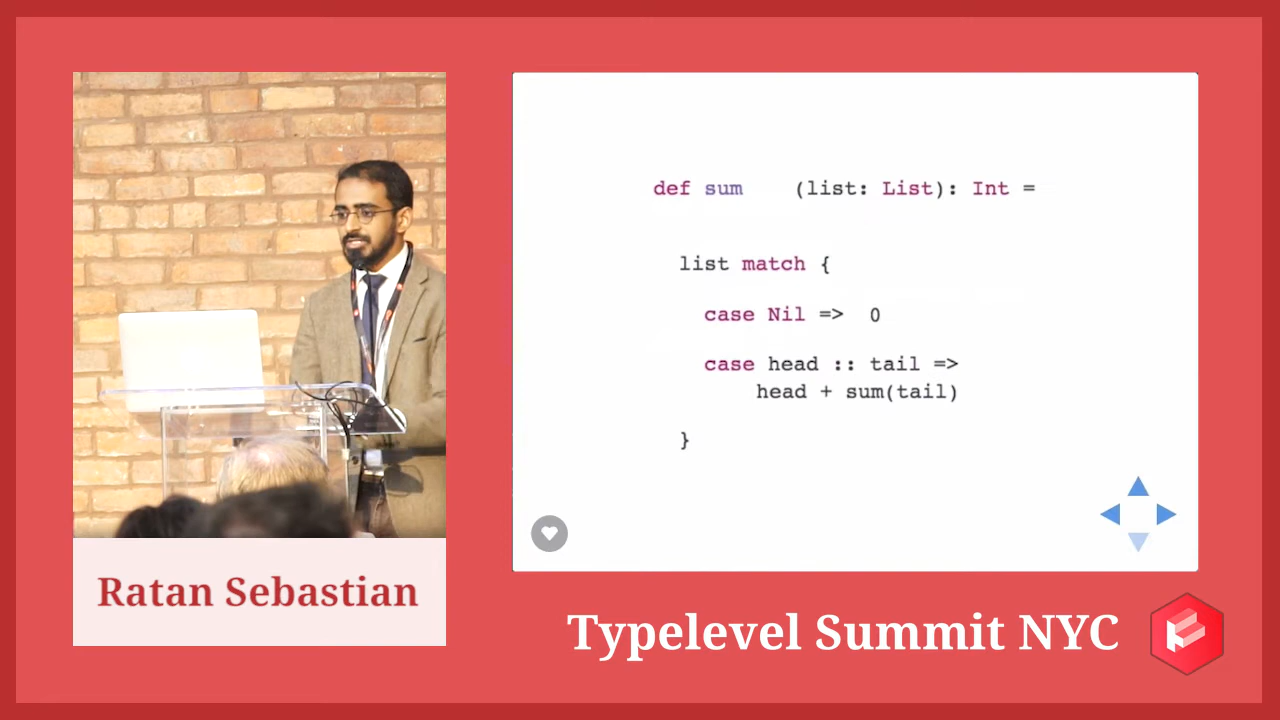 def sum    (list: List): Int =
list match {
case Nil =>  0
case head :: tail =>
head + sum(tail)
}
Ratan Sebastian
Typelevel Summit NYC